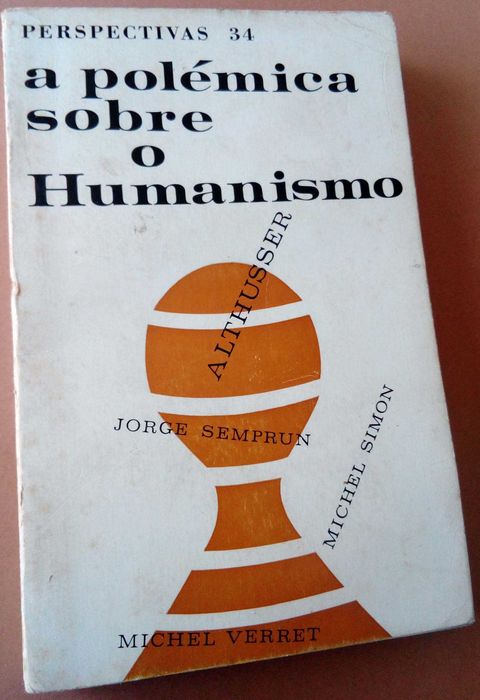 PERSPECTIVAS 34
a polémica
sobre
o
Humanismo
ALTHUSSER
JORGE SEMPRUN
MICHEL SIMON
MICHEL VERRET